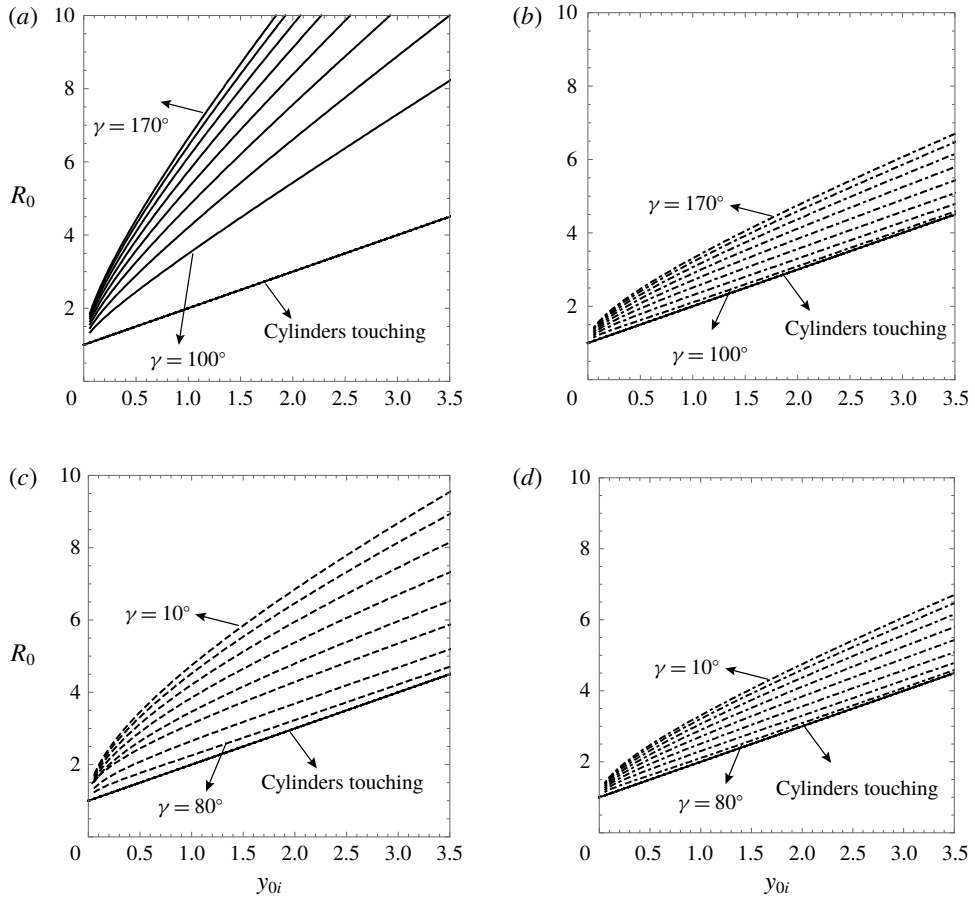 (a)
10
8
6
4
2
0
R₀
γ = 170°
γ = 100°
Cylinders touching
0.5 1.0 1.5 2.0 2.5 3.0 3.5
(b)
10
8
6
4
2
0
γ = 170°
γ = 100°
Cylinders touching
0.5 1.0 1.5 2.0 2.5 3.0 3.5
(c)
10
8
6
4
2
0
R₀
γ = 10°
γ = 80°
Cylinders touching
0.5 1.0 1.5 2.0 2.5 3.0 3.5
y₀ᵢ
(d)
10
8
6
4
2
0
γ = 10°
γ = 80°
Cylinders touching
0.5 1.0 1.5 2.0 2.5 3.0 3.5
y₀ᵢ